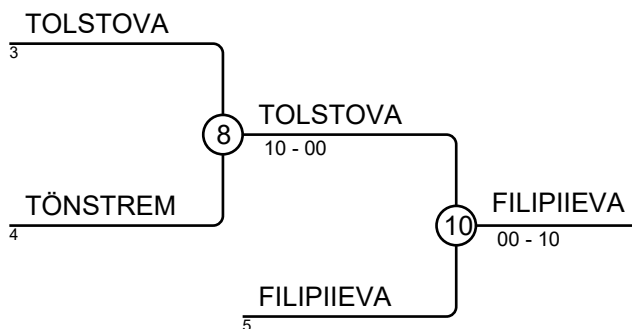 TOLSTOVA
3
8
TOLSTOVA
10 - 00
TÖNSTREM
4
10
FILIPIIEVA
00 - 10
FILIPIIEVA
5